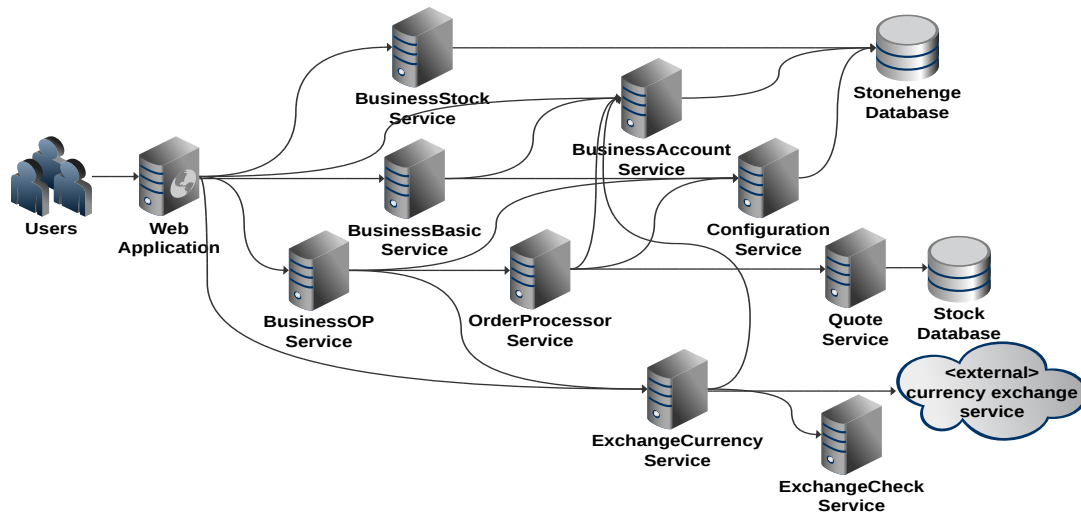 BusinessStock
Service
Stonehenge
Database
BusinessAccount
Service
Users
Web
Application
BusinessBasic
Service
Configuration
Service
BusinessOP
Service
OrderProcessor
Service
Quote
Service
Stock
Database
<external>
currency exchange
service
ExchangeCurrency
Service
ExchangeCheck
Service